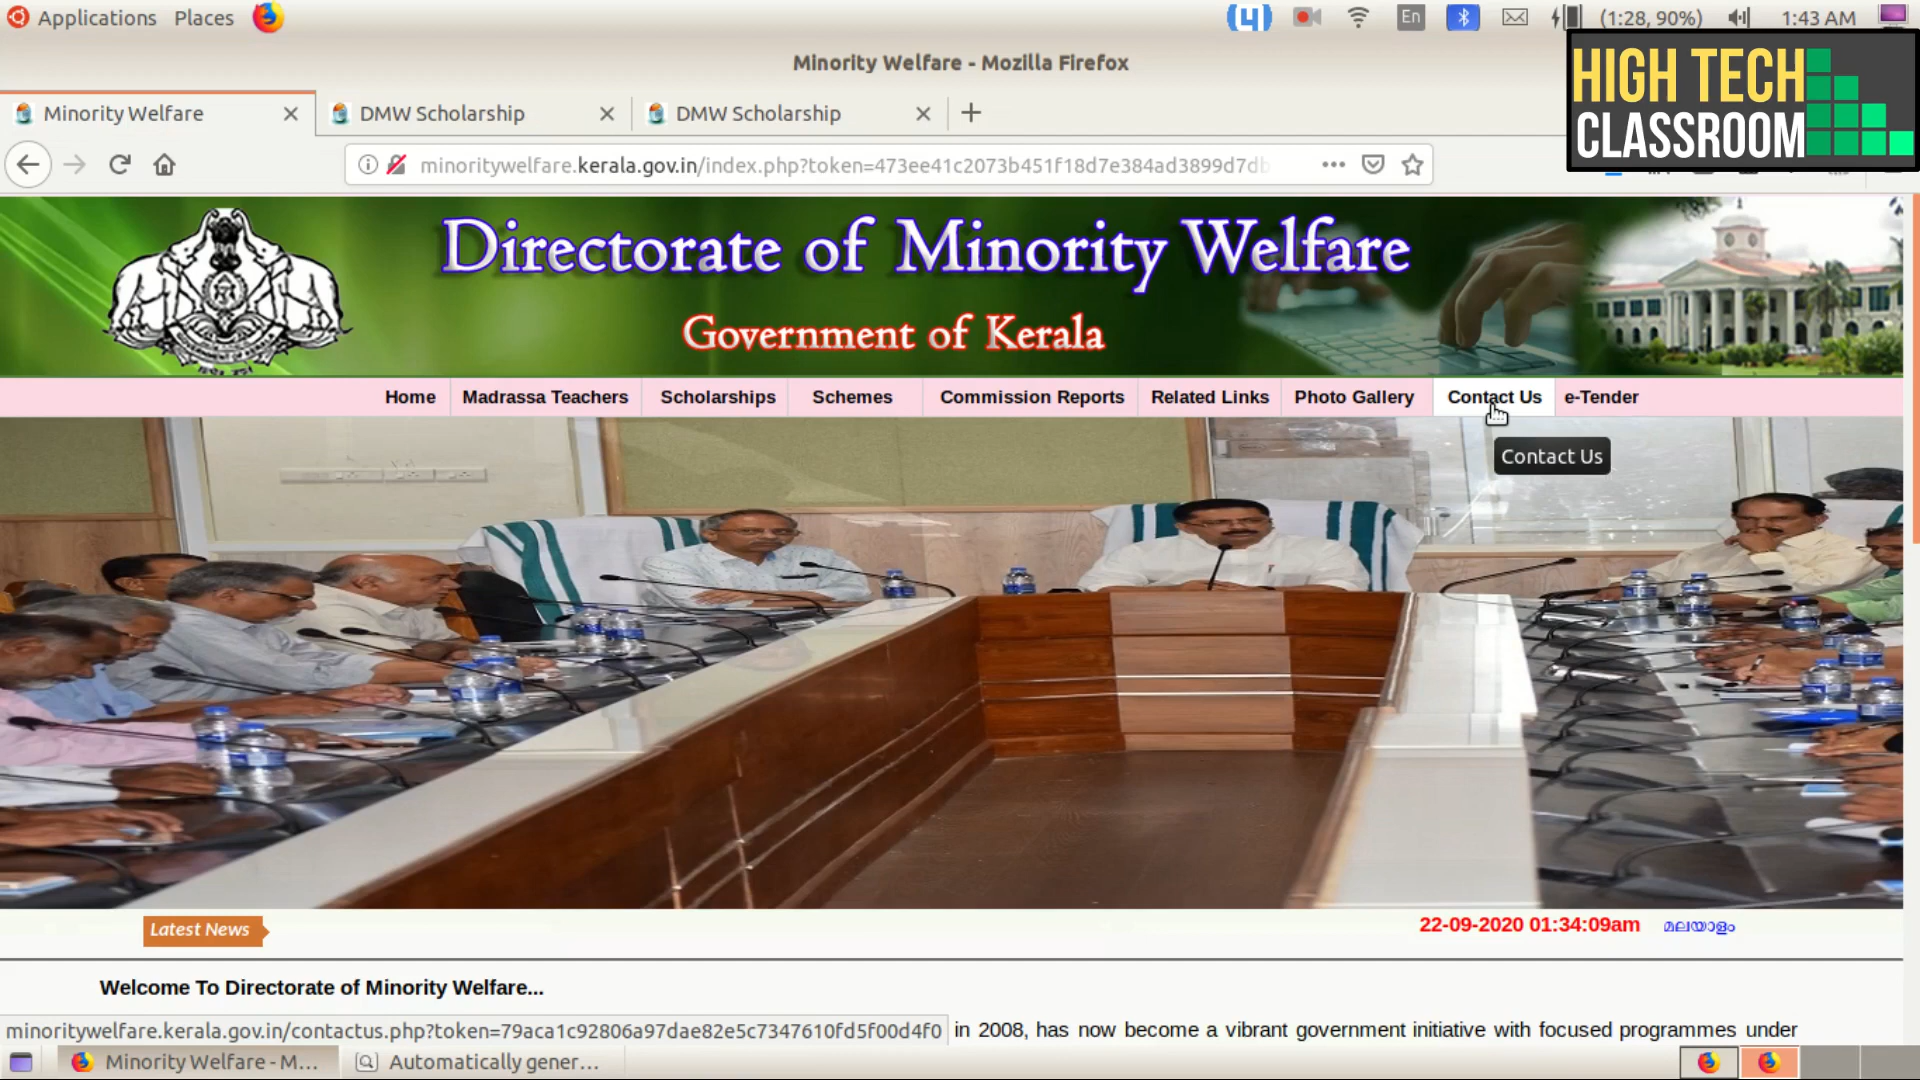 Applications Places
En (1:28, 90%) 1:43 AM
Minority Welfare - Mozilla Firefox
HIGH TECH
CLASSROOM
Minority Welfare
DMW Scholarship
DMW Scholarship
minoritywelfare.kerala.gov.in/index.php?token=473ee41c2073b451f18d7e384ad3899d7db
Directorate of Minority Welfare
Government of Kerala
Home Madrassa Teachers Scholarships Schemes Commission Reports Related Links Photo Gallery Contact Us e-Tender
Contact Us
Latest News
22-09-2020 01:34:09am മലയാളം
Welcome To Directorate of Minority Welfare...
minoritywelfare.kerala.gov.in/contactus.php?token=79aca1c92806a97dae82e5c7347610fd5f00d4f0 in 2008, has now become a vibrant government initiative with focused programmes under
Minority Welfare - M... Automatically gener...